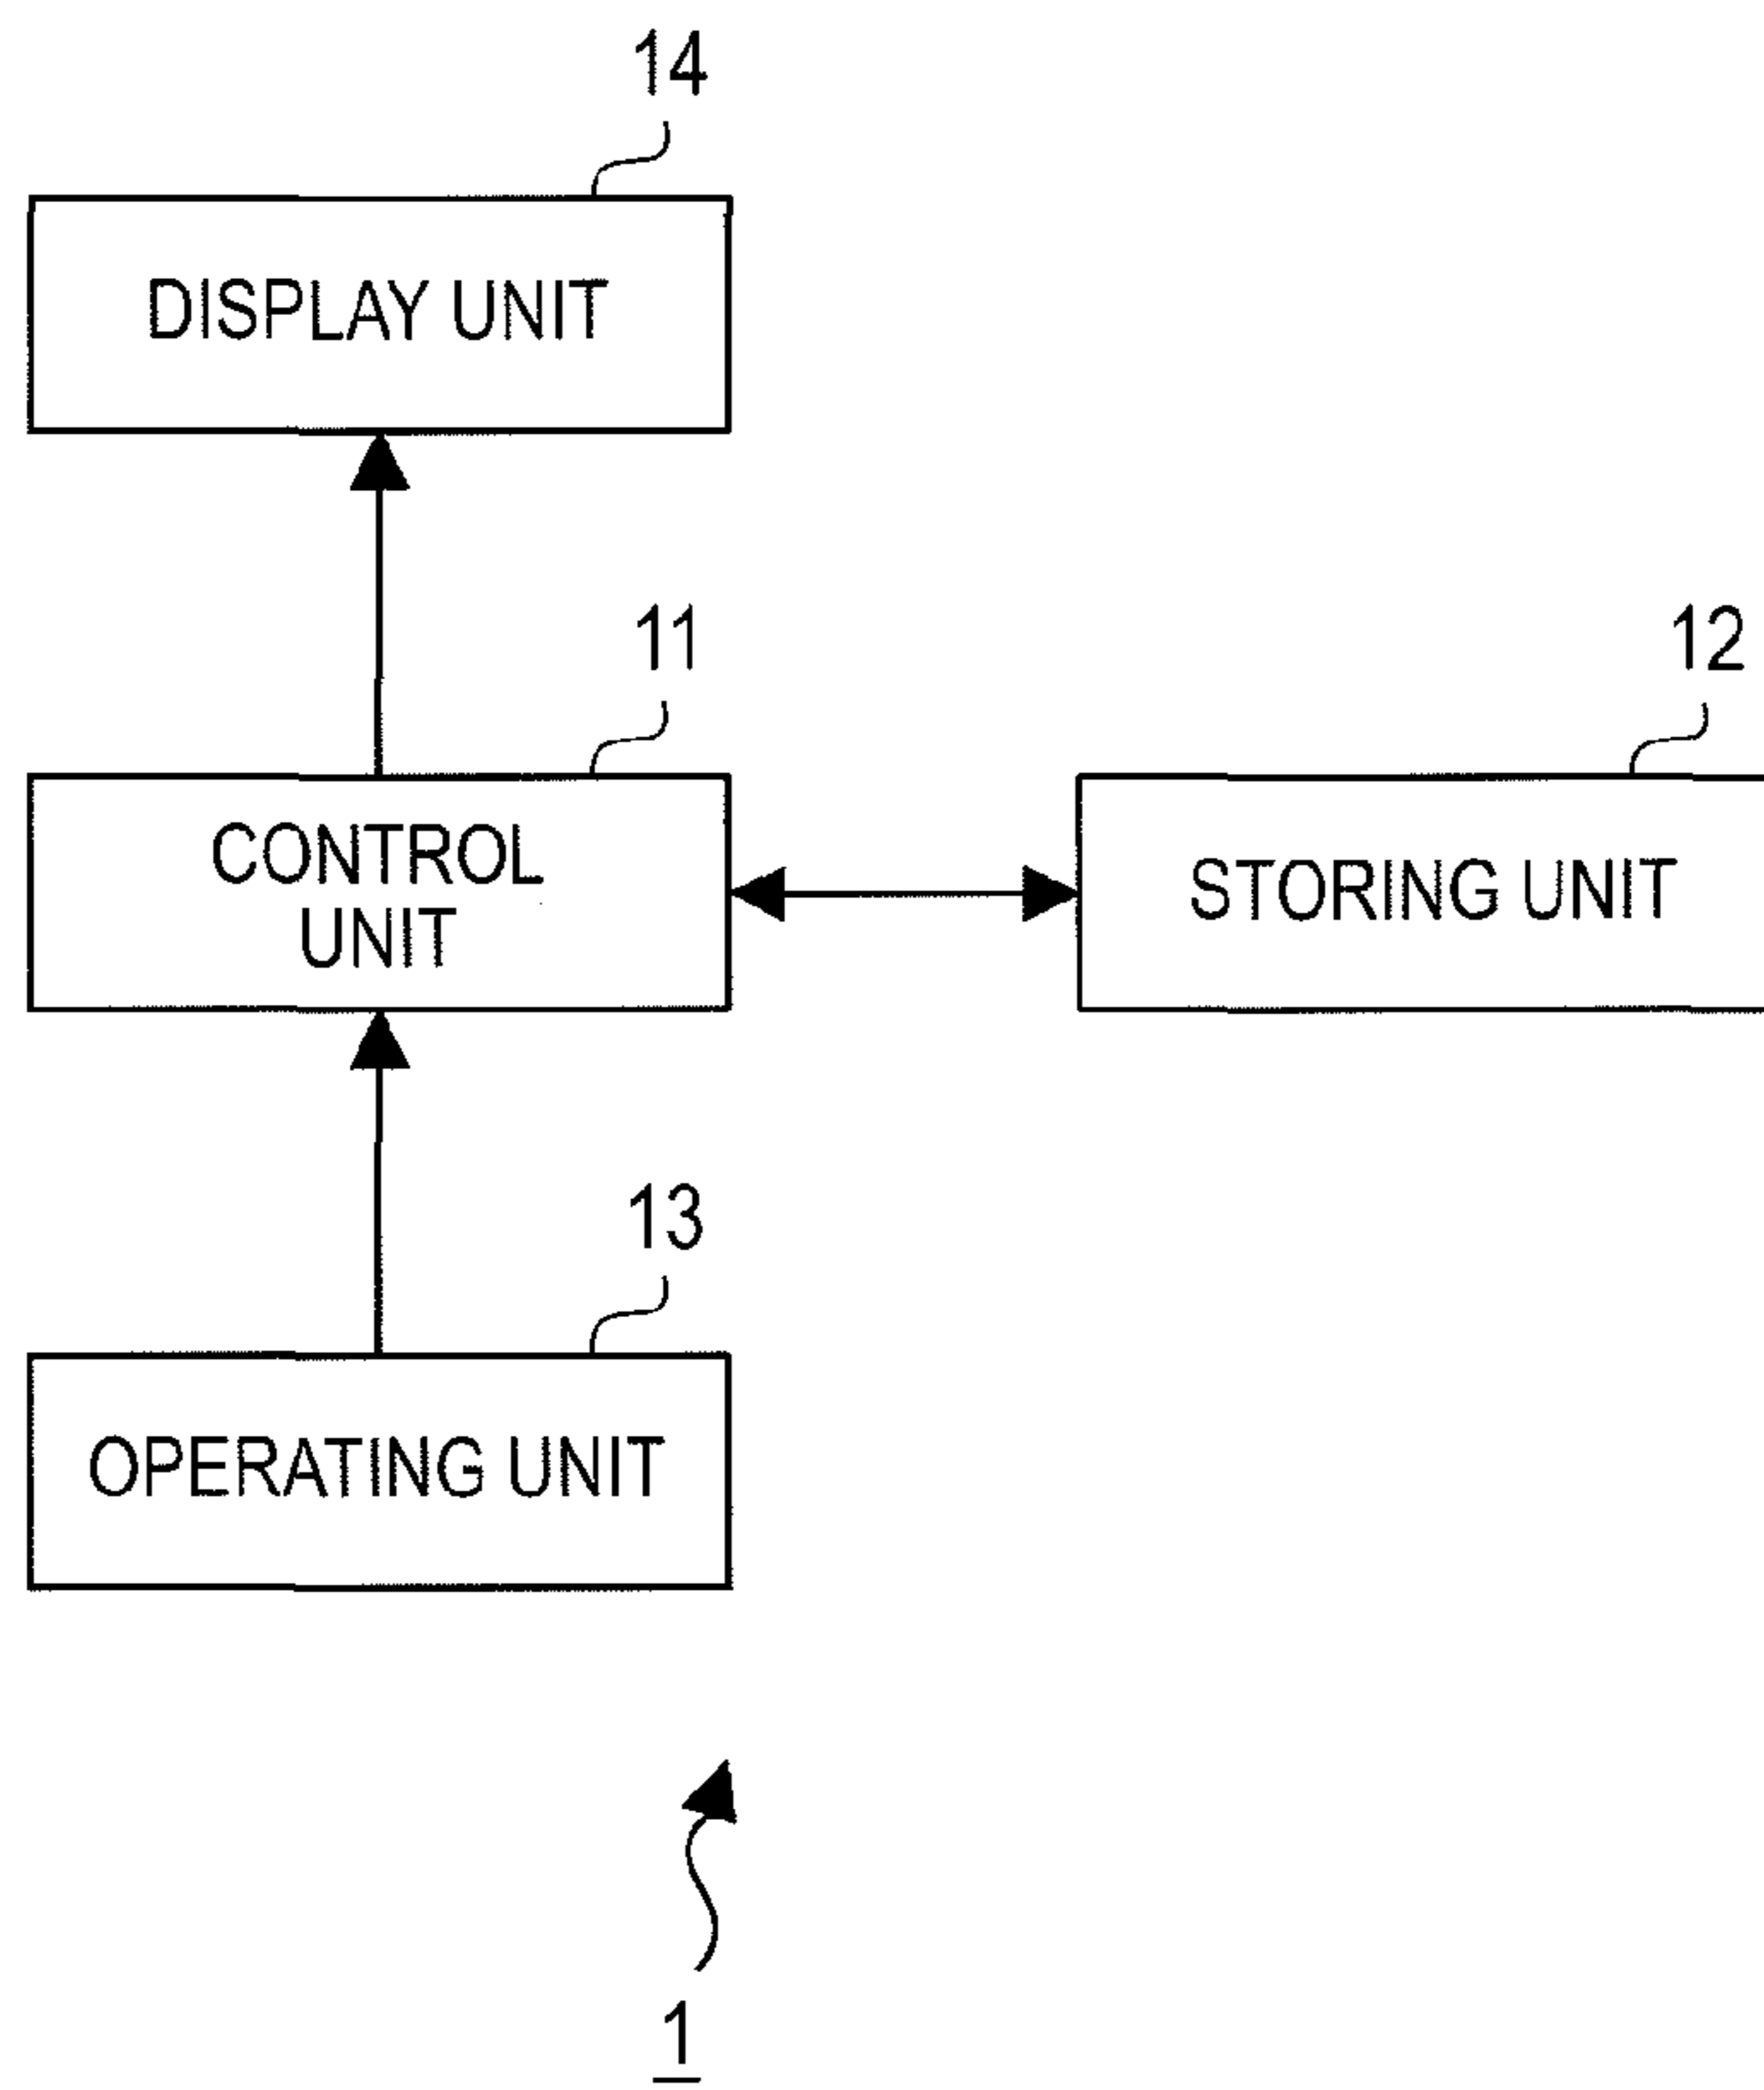 14
DISPLAY UNIT
11
12
CONTROL
UNIT
STORING UNIT
13
OPERATING UNIT
1